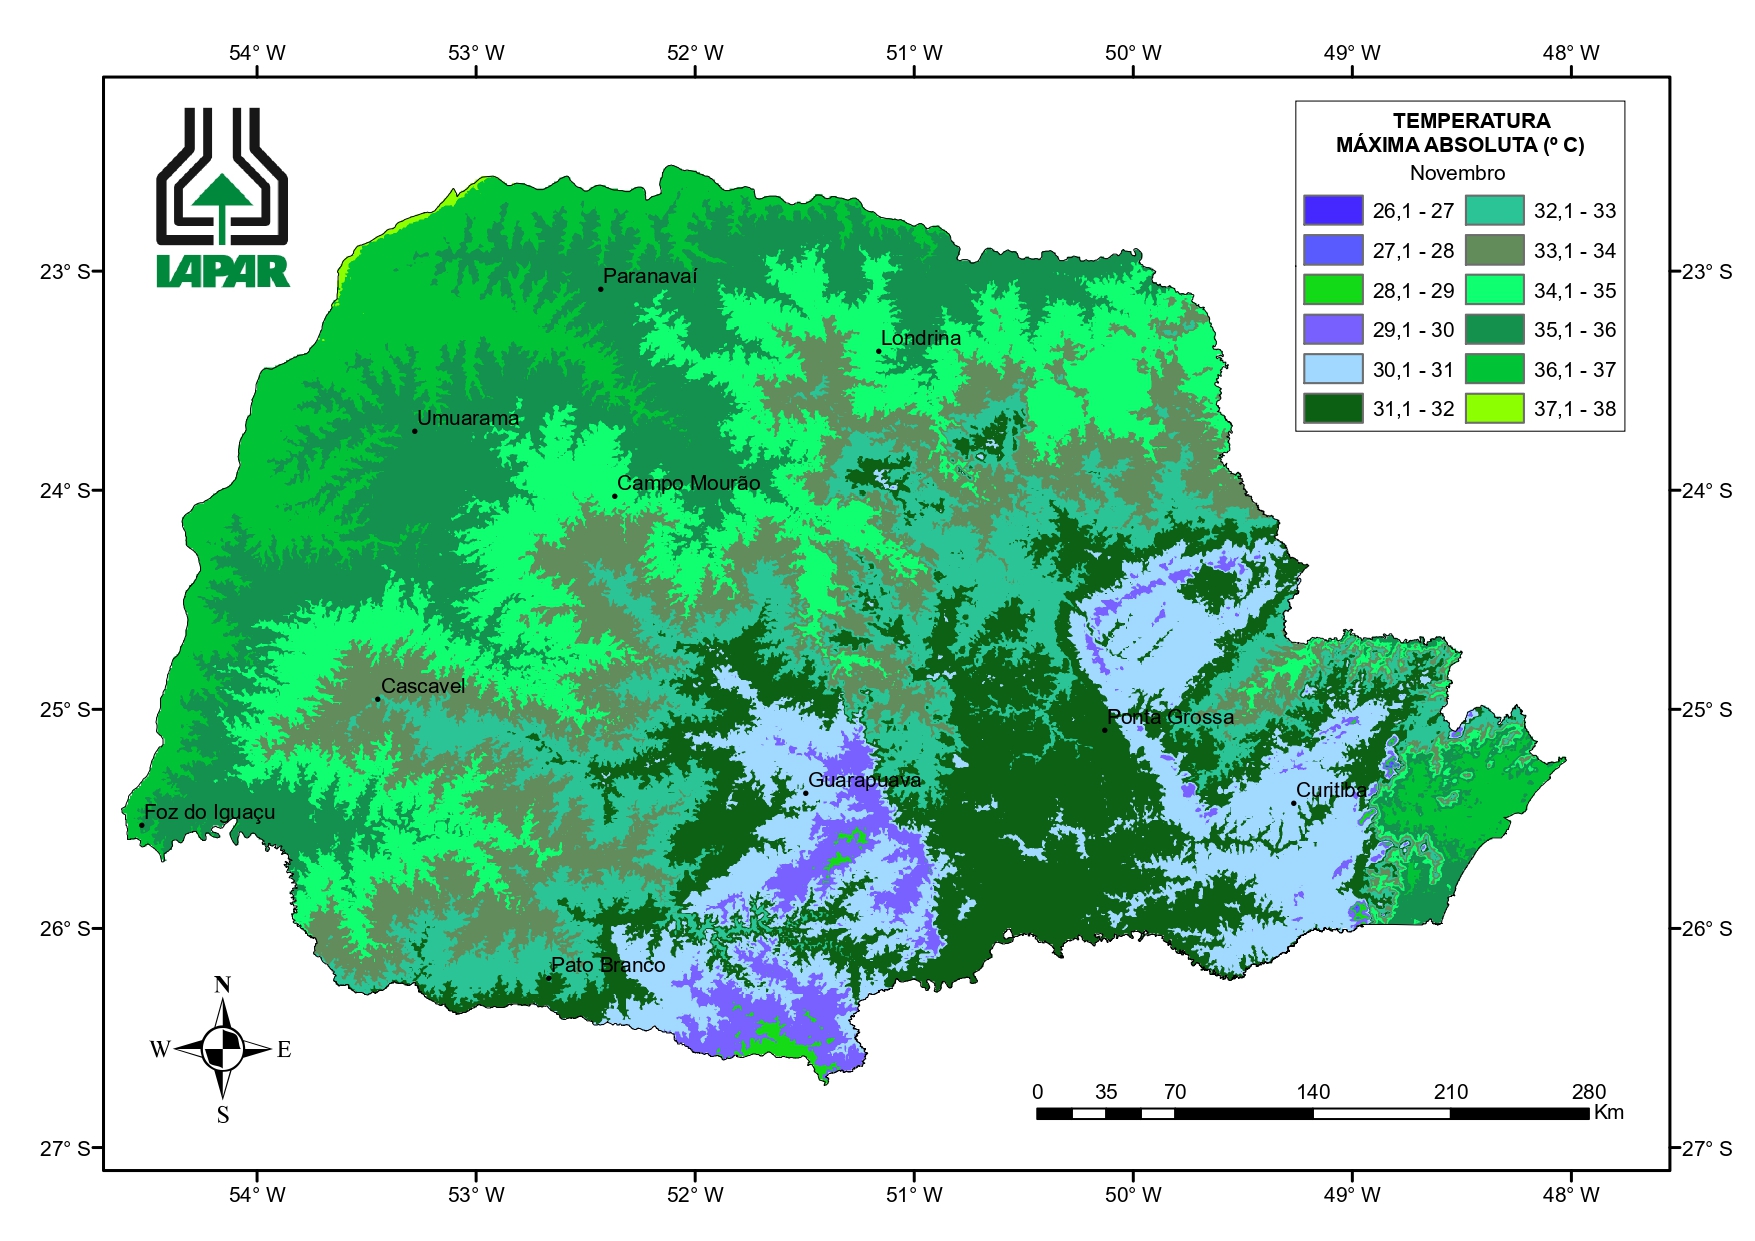 54° W 53° W 52° W 51° W 50° W 49° W 48° W
IAPAR
TEMPERATURA
MÁXIMA ABSOLUTA (º C)
Novembro
26,1 - 27 32,1 - 33
27,1 - 28 33,1 - 34
28,1 - 29 34,1 - 35
29,1 - 30 35,1 - 36
30,1 - 31 36,1 - 37
31,1 - 32 37,1 - 38
23° S 23° S
Paranavaí
Londrina
Umuarama
Campo Mourão
24° S 24° S
Cascavel
25° S 25° S
Ponta Grossa
Guarapuava
Curitiba
Foz do Iguaçu
26° S 26° S
Pato Branco
N
W E
S
0 35 70 140 210 280
Km
27° S 27° S
54° W 53° W 52° W 51° W 50° W 49° W 48° W